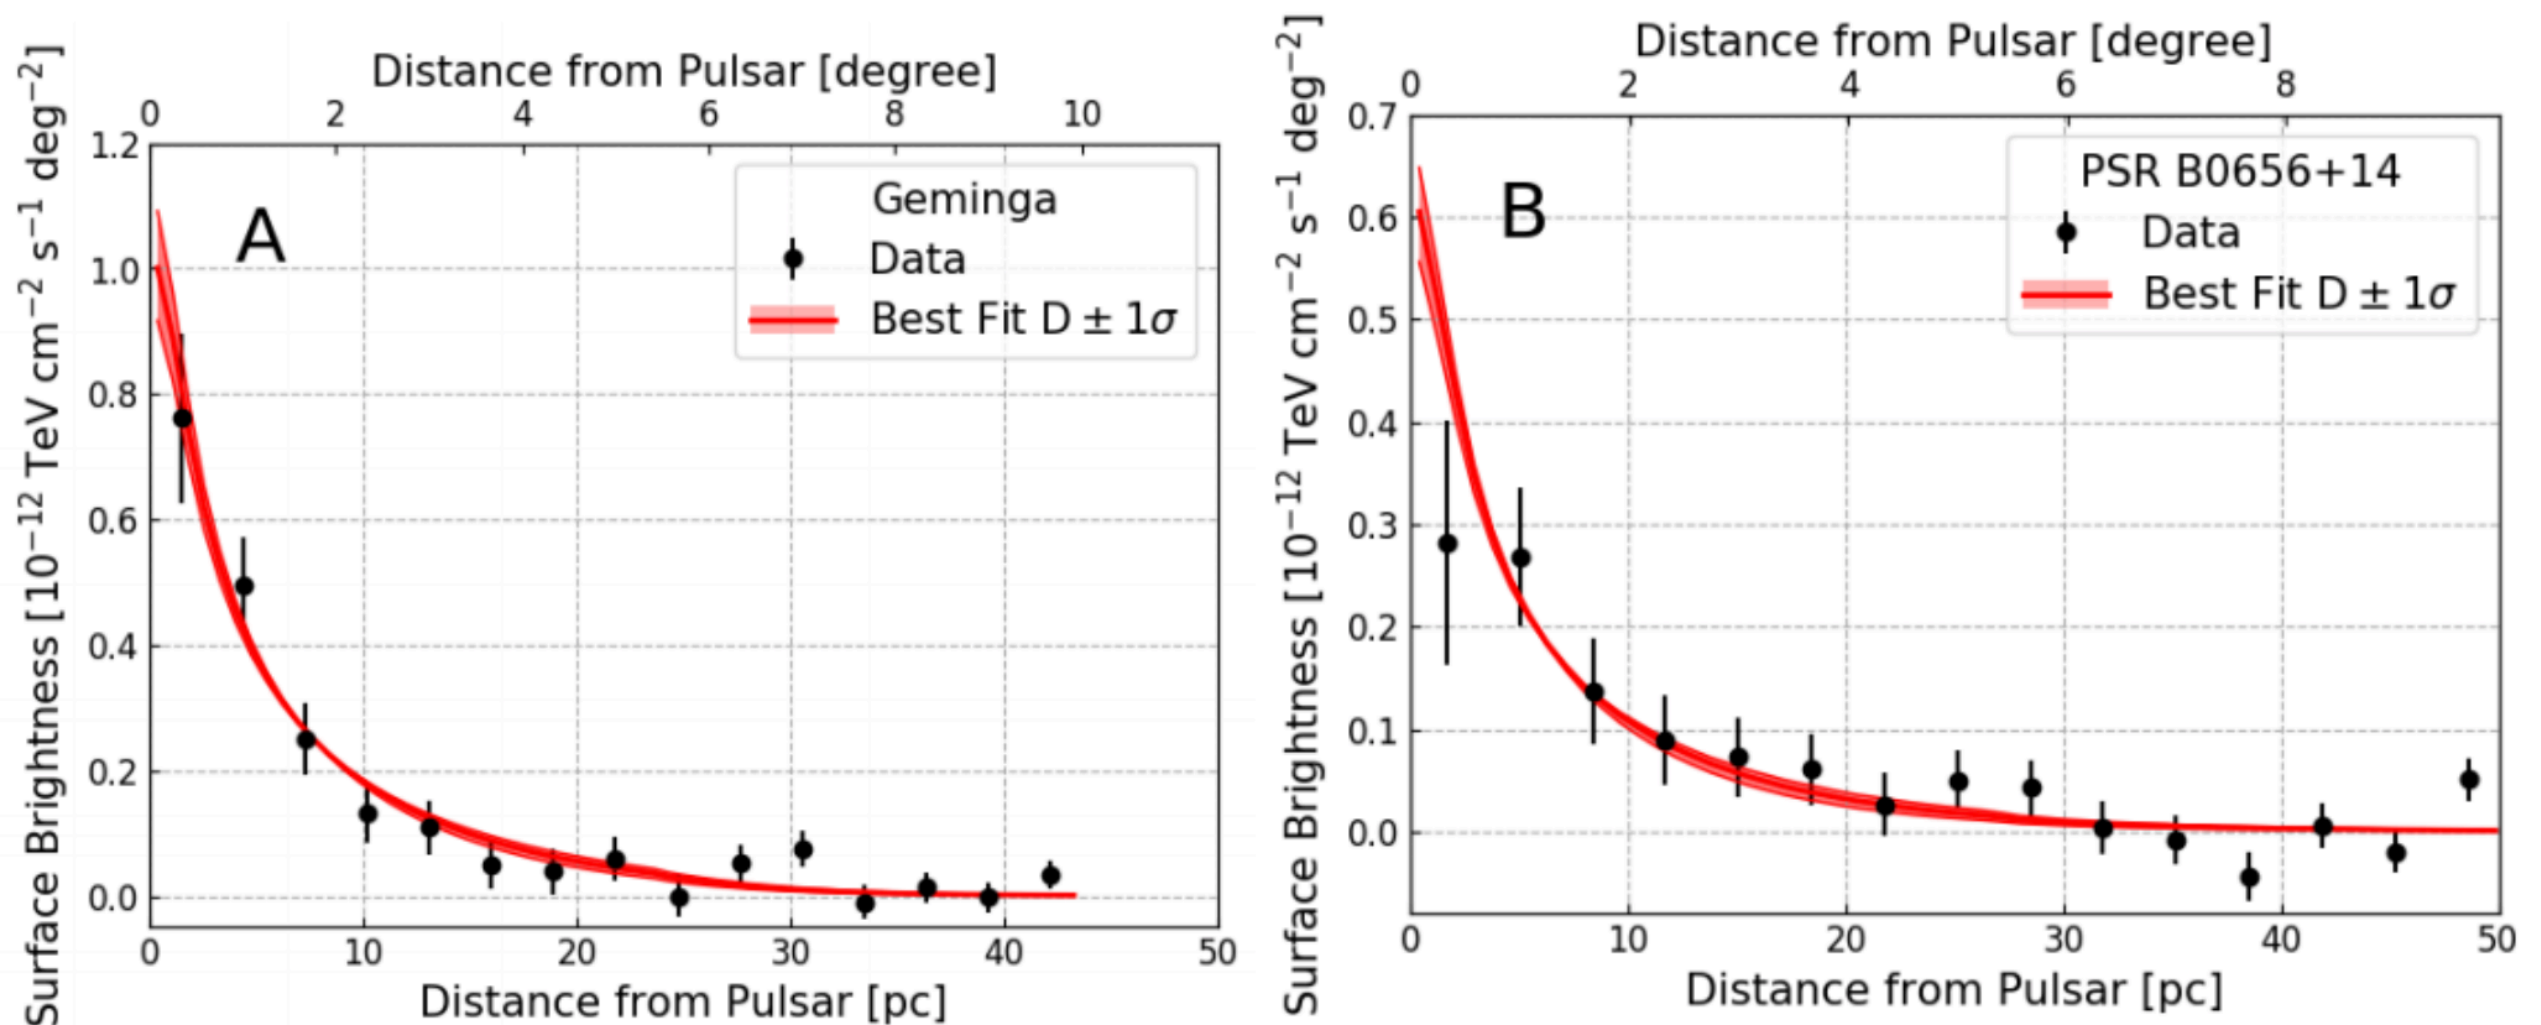 Distance from Pulsar [degree]
0 2 4 6 8 10
Surface Brightness [10⁻¹² TeV cm⁻² s⁻¹ deg⁻²]
1.2
1.0
0.8
0.6
0.4
0.2
0.0
A
Geminga
Data
Best Fit D ± 1σ
0 10 20 30 40 50
Distance from Pulsar [pc]
Distance from Pulsar [degree]
0 2 4 6 8
Surface Brightness [10⁻¹² TeV cm⁻² s⁻¹ deg⁻²]
0.7
0.6
0.5
0.4
0.3
0.2
0.1
0.0
B
PSR B0656+14
Data
Best Fit D ± 1σ
0 10 20 30 40 50
Distance from Pulsar [pc]